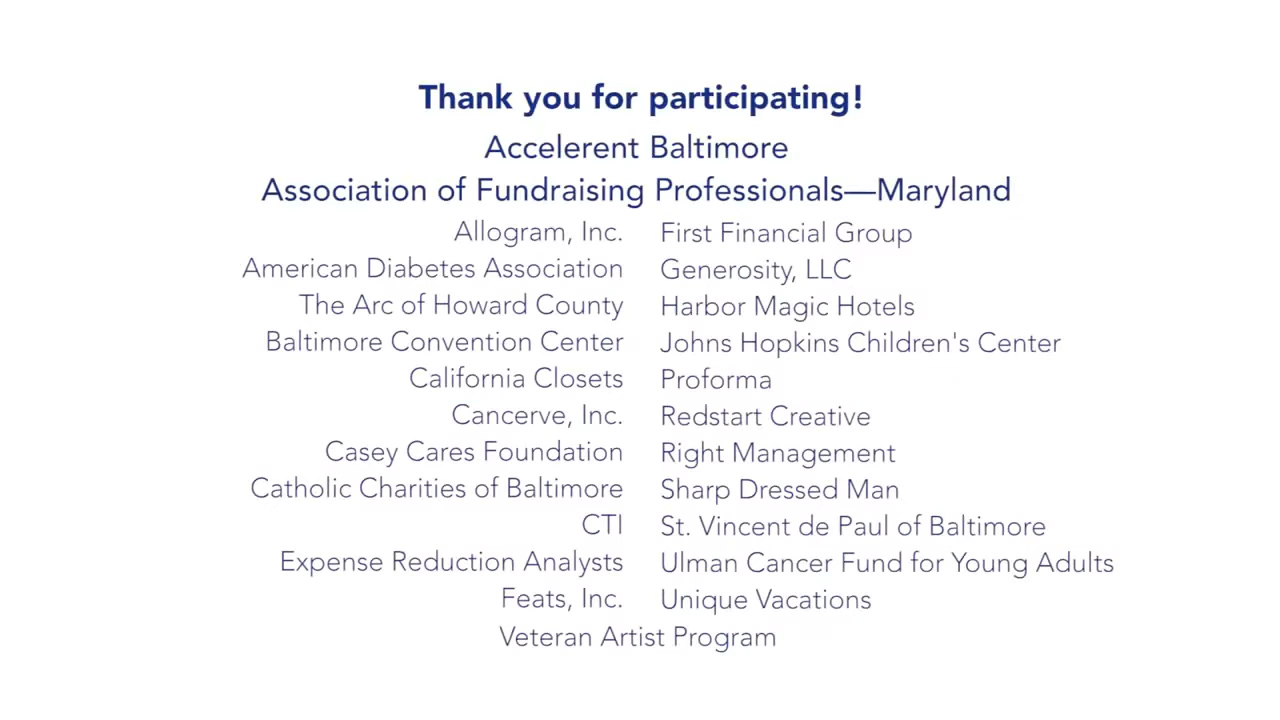 Thank you for participating!
Accelerent Baltimore
Association of Fundraising Professionals—Maryland
Allogram, Inc.
American Diabetes Association
The Arc of Howard County
Baltimore Convention Center
California Closets
Cancerve, Inc.
Casey Cares Foundation
Catholic Charities of Baltimore
CTI
Expense Reduction Analysts
Feats, Inc.
First Financial Group
Generosity, LLC
Harbor Magic Hotels
Johns Hopkins Children's Center
Proforma
Redstart Creative
Right Management
Sharp Dressed Man
St. Vincent de Paul of Baltimore
Ulman Cancer Fund for Young Adults
Unique Vacations
Veteran Artist Program